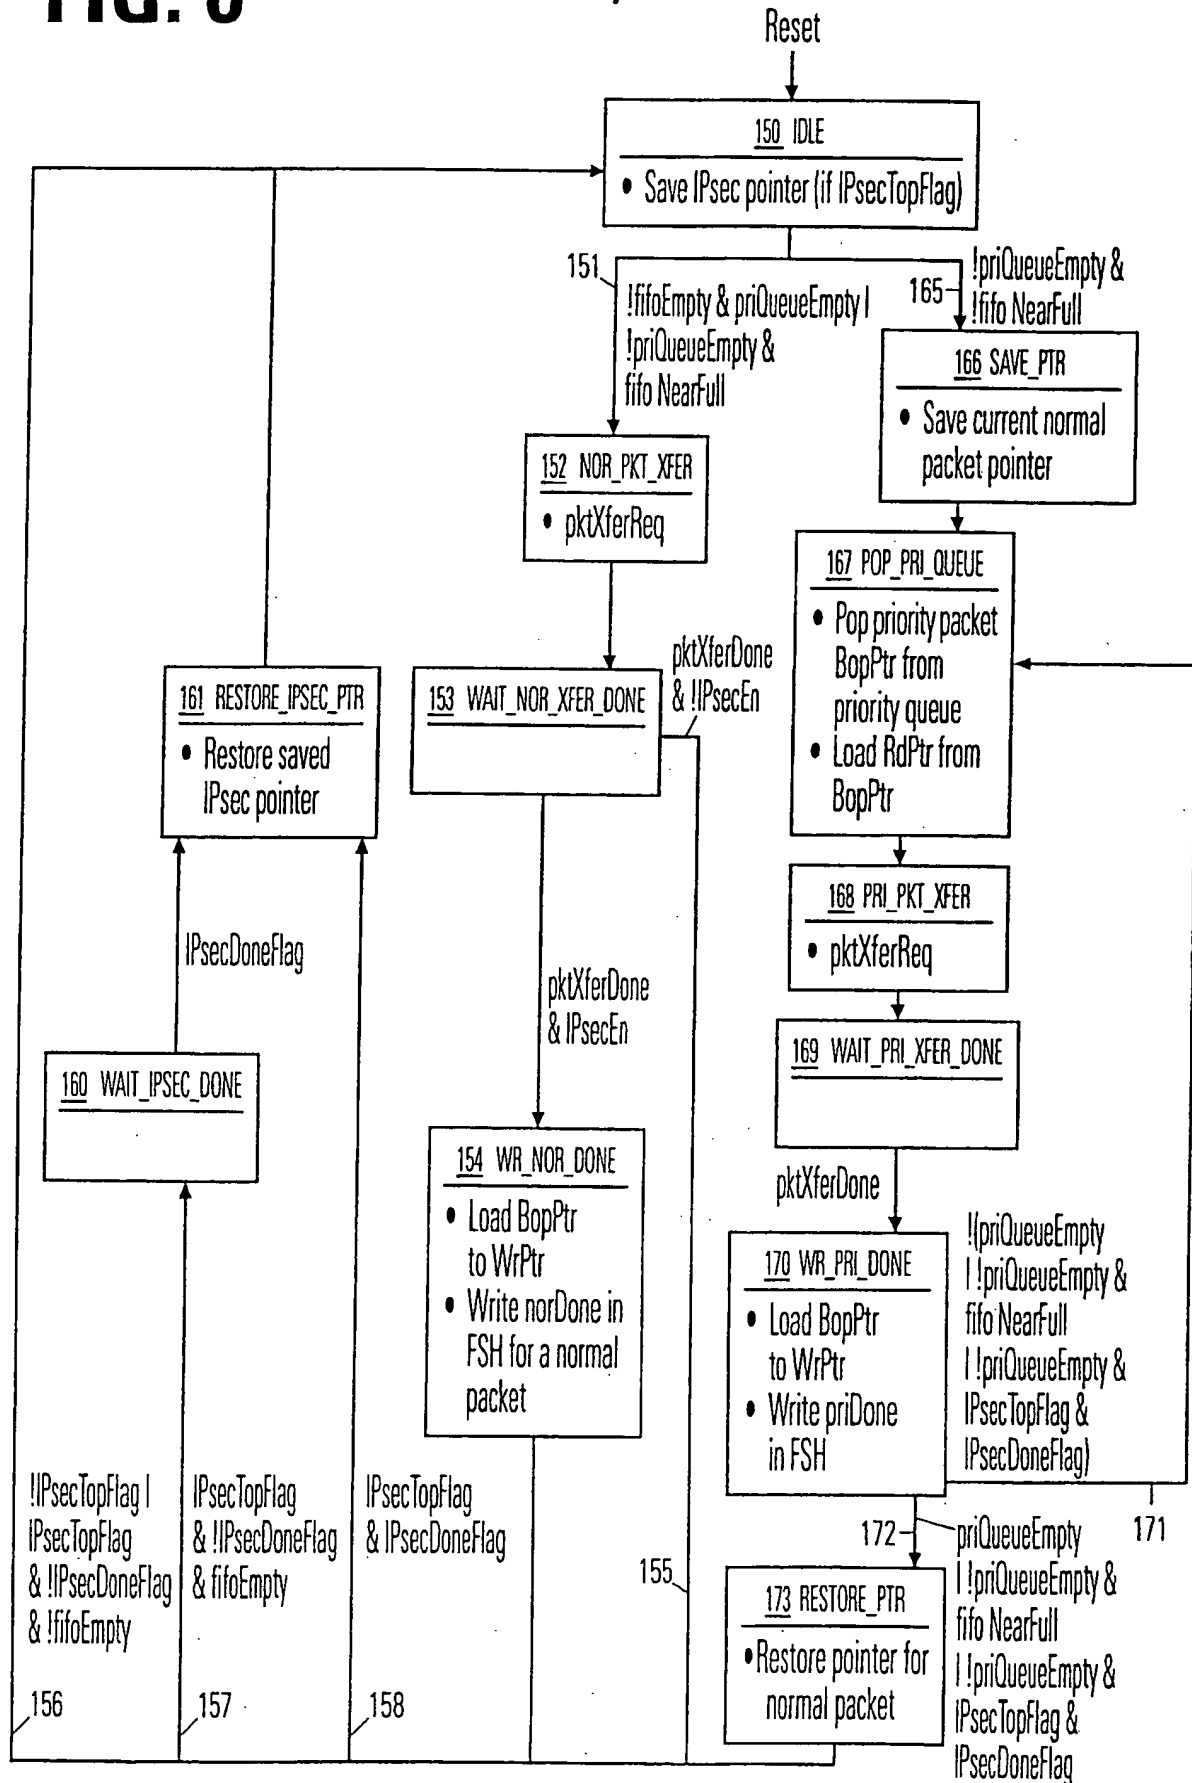 FIG. 6
Reset
150 IDLE
• Save IPsec pointer (if IPsecTopFlag)
151
!fifoEmpty & priQueueEmpty |
!priQueueEmpty &
fifo NearFull
165
!priQueueEmpty &
!fifo NearFull
166 SAVE_PTR
• Save current normal
packet pointer
152 NOR_PKT_XFER
• pktXferReq
167 POP_PRI_QUEUE
• Pop priority packet
BopPtr from
priority queue
• Load RdPtr from
BopPtr
pktXferDone
& !IPsecEn
161 RESTORE_IPSEC_PTR
• Restore saved
IPsec pointer
153 WAIT_NOR_XFER_DONE
168 PRI_PKT_XFER
• pktXferReq
IPsecDoneFlag
pktXferDone
& IPsecEn
160 WAIT_IPSEC_DONE
169 WAIT_PRI_XFER_DONE
pktXferDone
154 WR_NOR_DONE
• Load BopPtr
to WrPtr
• Write norDone in
FSH for a normal
packet
170 WR_PRI_DONE
• Load BopPtr
to WrPtr
• Write priDone
in FSH
!(priQueueEmpty
| !priQueueEmpty &
fifo NearFull
| !priQueueEmpty &
IPsecTopFlag &
IPsecDoneFlag)
171
!IPsecTopFlag |
IPsecTopFlag
& !IPsecDoneFlag
& !fifoEmpty
IPsecTopFlag
& !IPsecDoneFlag
& fifoEmpty
IPsecTopFlag
& IPsecDoneFlag
155
172
priQueueEmpty
| !priQueueEmpty &
fifo NearFull
| !priQueueEmpty &
IPsecTopFlag &
IPsecDoneFlag
173 RESTORE_PTR
• Restore pointer for
normal packet
156
157
158